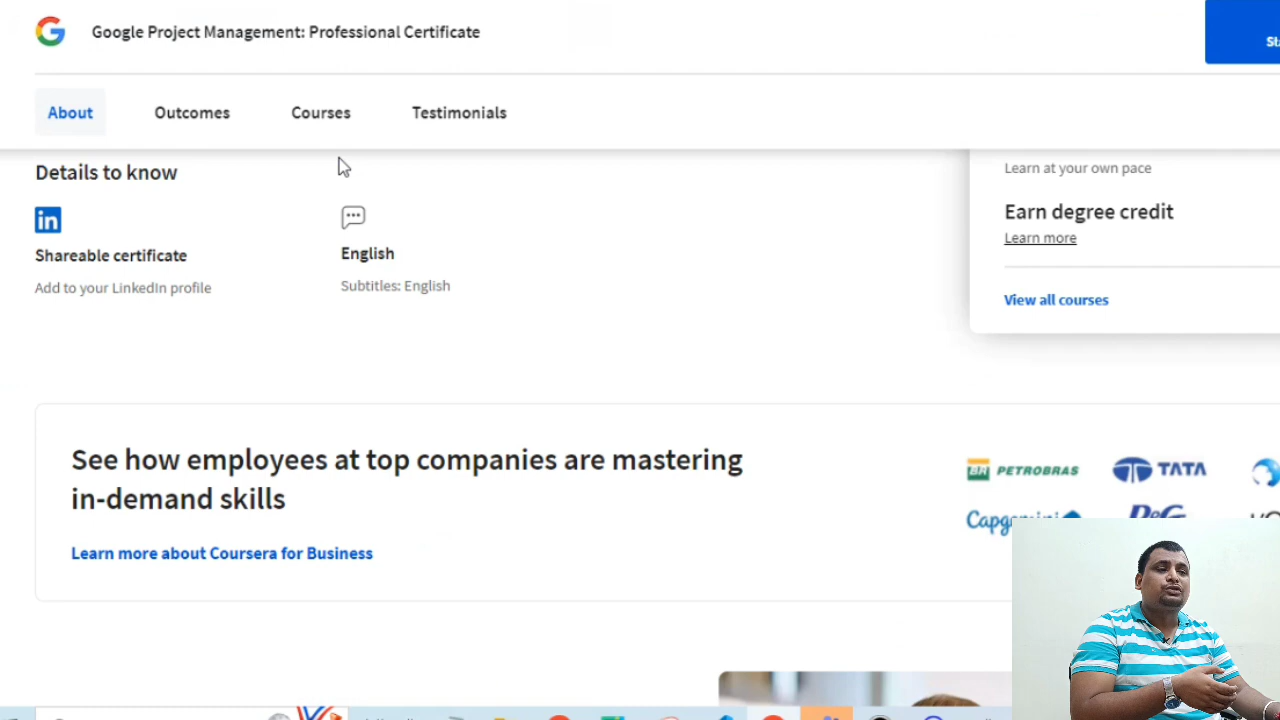 Google Project Management: Professional Certificate
About
Outcomes
Courses
Testimonials
Details to know
Shareable certificate
Add to your LinkedIn profile
English
Subtitles: English
Learn at your own pace
Earn degree credit
Learn more
View all courses
See how employees at top companies are mastering
in-demand skills
Learn more about Coursera for Business
BR PETROBRAS
TATA
Capgemini
P&G